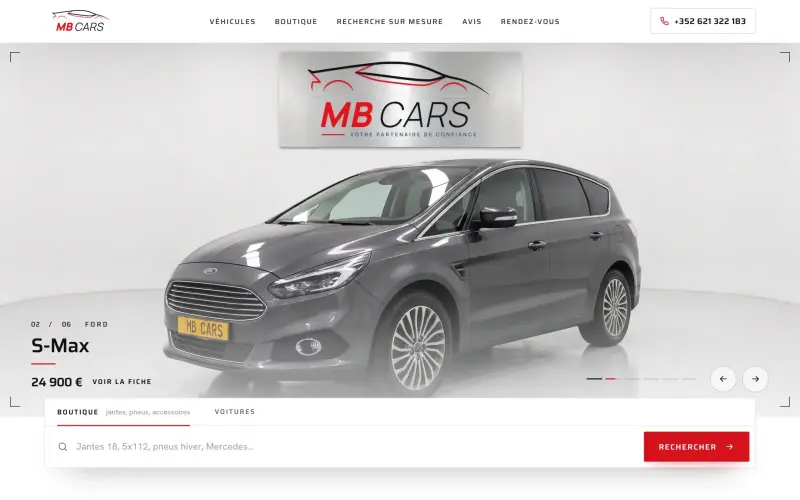 MB CARS
VÉHICULES
BOUTIQUE
RECHERCHE SUR MESURE
AVIS
RENDEZ-VOUS
+352 621 322 183
MB CARS
VOTRE PARTENAIRE DE CONFIANCE
Ford
MB CARS
02 / 06 FORD
S-Max
24 900 € VOIR LA FICHE
BOUTIQUE jantes, pneus, accessoires
VOITURES
Jantes 18, 5x112, pneus hiver, Mercedes...
RECHERCHER